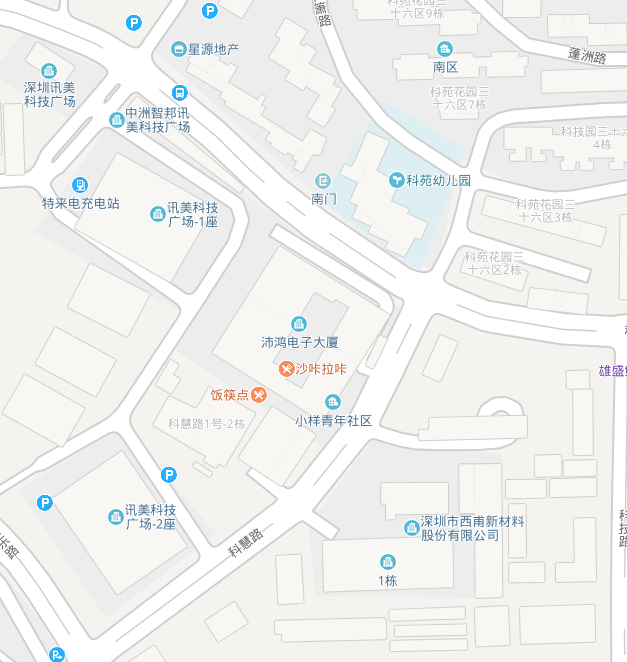 科苑花园三
十六区9栋
星源地产
蓬洲路
南区
深圳讯美
科技广场
科苑花园三
十六区7栋
中洲智邦讯
美科技广场
4栋
科苑幼儿园
南门
特来电充电站
讯美科技
广场-1座
科苑花园三
十六区3栋
科苑花园三
十六区2栋
沛鸿电子大厦
沙咔拉咔
饭筷点
小样青年社区
科慧路1号-2栋
讯美科技
广场-2座
深圳市西甫新材料
股份有限公司
科技路
科慧路
1栋